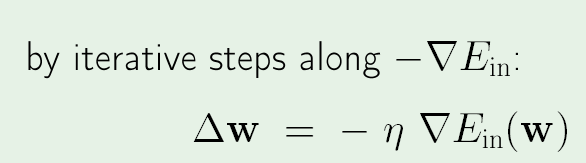 by iterative steps along −∇E_in:
Δw = − η ∇E_in(w)